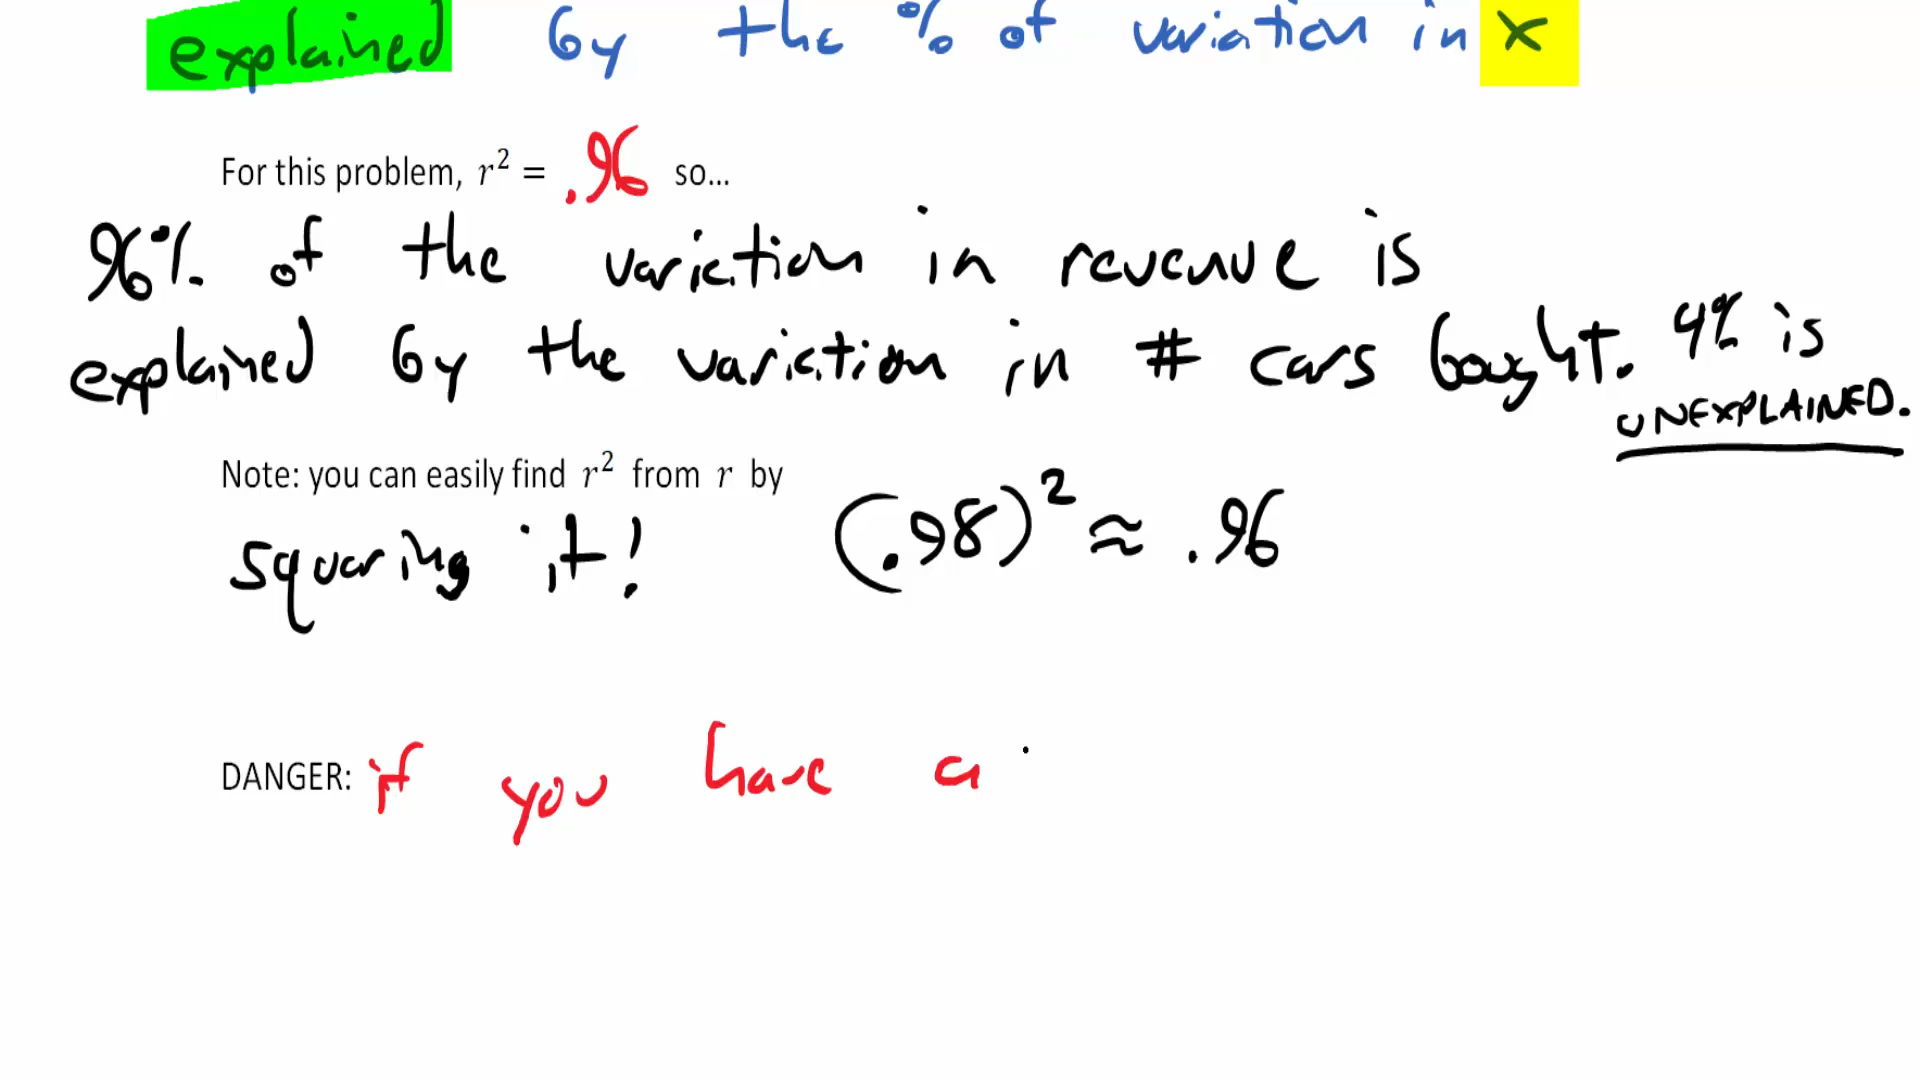 explained by the % of variation in x
For this problem, r² = .96 so...
96% of the variation in revenue is
explained by the variation in # cars bought. 4% is
UNEXPLAINED.
Note: you can easily find r² from r by
squaring it! (.98)² ≈ .96
DANGER: if you have a